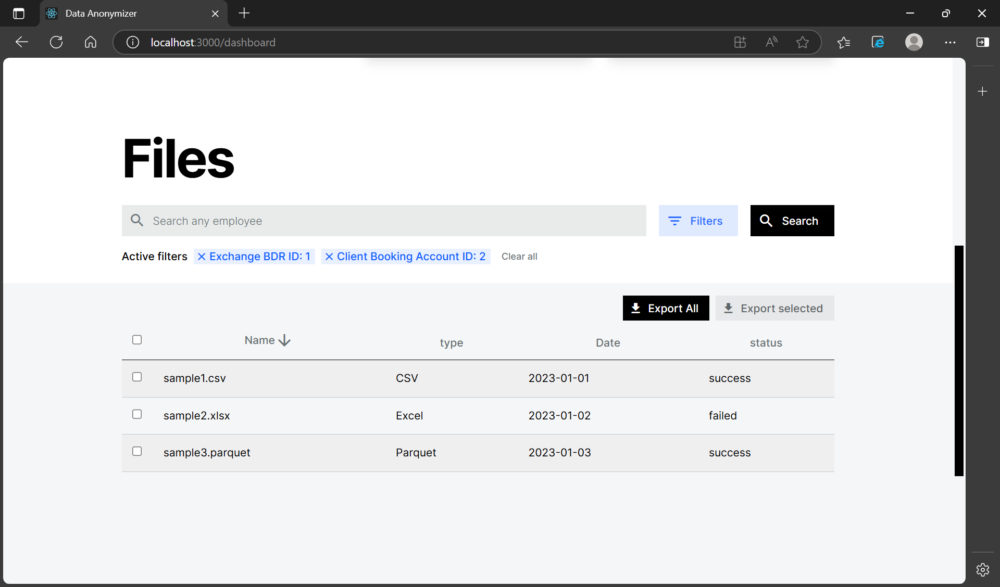 Data Anonymizer
localhost:3000/dashboard
Files
Search any employee
Filters
Search
Active filters
Exchange BDR ID: 1
Client Booking Account ID: 2
Clear all
Export All
Export selected
Name type Date status
sample1.csv CSV 2023-01-01 success
sample2.xlsx Excel 2023-01-02 failed
sample3.parquet Parquet 2023-01-03 success